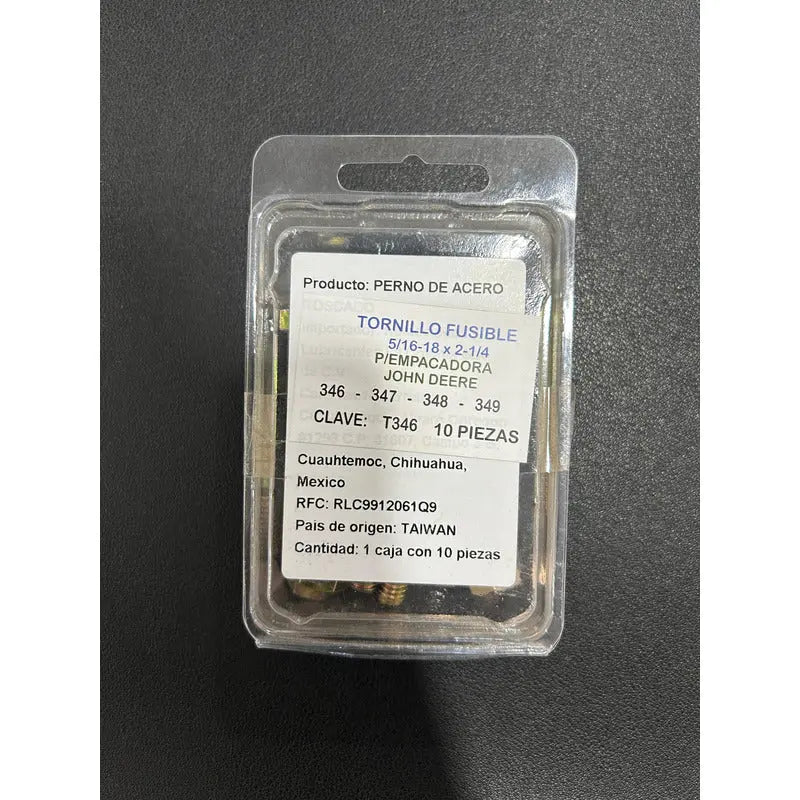 Producto: PERNO DE ACERO
ROSCADO
TORNILLO FUSIBLE
5/16-18 x 2-1/4
P/EMPACADORA
JOHN DEERE
346 - 347 - 348 - 349
CLAVE: T346 10 PIEZAS
Cuauhtemoc, Chihuahua,
Mexico
RFC: RLC9912061Q9
Pais de origen: TAIWAN
Cantidad: 1 caja con 10 piezas